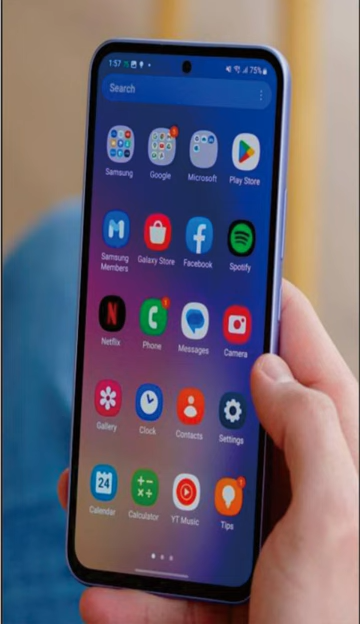 1:57
75%
Search
Samsung
Google
Microsoft
Play Store
Samsung
Members
Galaxy Store
Facebook
Spotify
Netflix
Phone
Messages
Camera
Gallery
Clock
Contacts
Settings
24
Calendar
Calculator
YT Music
Tips